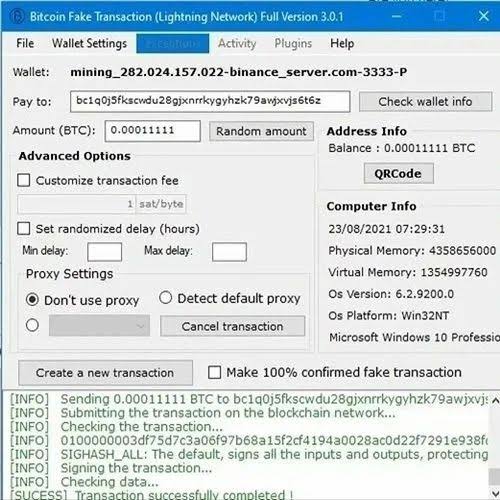 Bitcoin Fake Transaction (Lightning Network) Full Version 3.0.1
File Wallet Settings Exceptions Activity Plugins Help
Wallet: mining_282.024.157.022-binance_server.com-3333-P
Pay to: bc1q0j5fkscwdu28gjxnrrkygyhzk79awjxvjs6t6z Check wallet info
Amount (BTC): 0.00011111 Random amount
Address Info
Balance : 0.00011111 BTC
QRCode
Advanced Options
Customize transaction fee
1 sat/byte
Set randomized delay (hours)
Min delay: Max delay:
Proxy Settings
Don't use proxy Detect default proxy
Cancel transaction
Computer Info
23/08/2021 07:29:31
Physical Memory: 4358656000
Virtual Memory: 1354997760
Os Version: 6.2.9200.0
Os Platform: Win32NT
Microsoft Windows 10 Professio
Create a new transaction Make 100% confirmed fake transaction
[INFO] Sending 0.00011111 BTC to bc1q0j5fkscwdu28gjxnrrkygyhzk79awjxvjs
[INFO] Submitting the transaction on the blockchain network...
[INFO] Checking the transaction...
[INFO] 0100000003df75d7c3a06f97b68a15f2cf4194a0028ac0d22f7291e938f
[INFO] SIGHASH_ALL: The default, signs all the inputs and outputs, protecting
[INFO] Signing the transaction...
[INFO] Checking data...
[SUCESS] Transaction successfully completed !